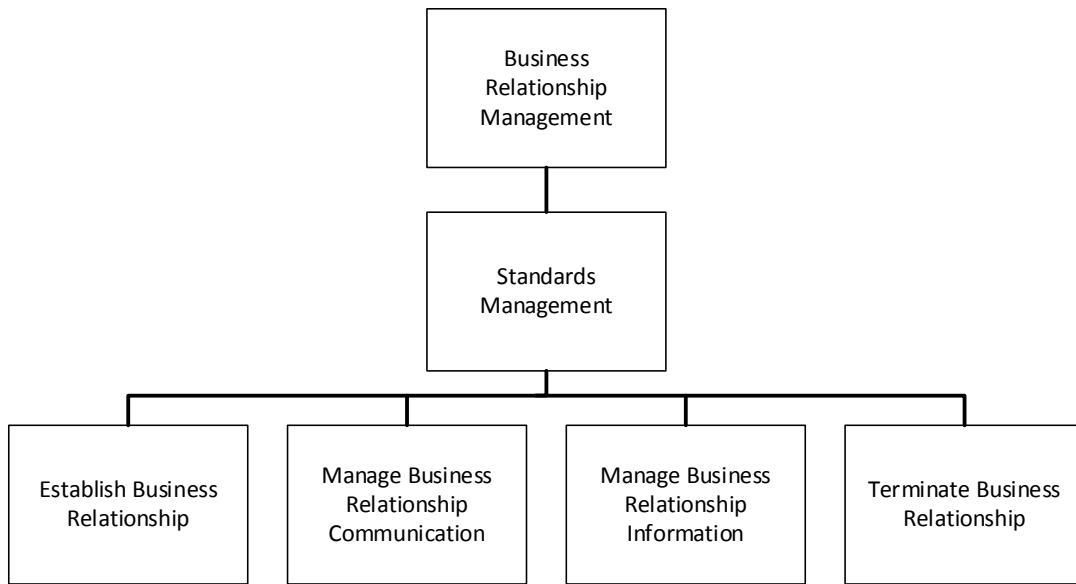 Business
Relationship
Management
Standards
Management
Establish Business
Relationship
Manage Business
Relationship
Communication
Manage Business
Relationship
Information
Terminate Business
Relationship